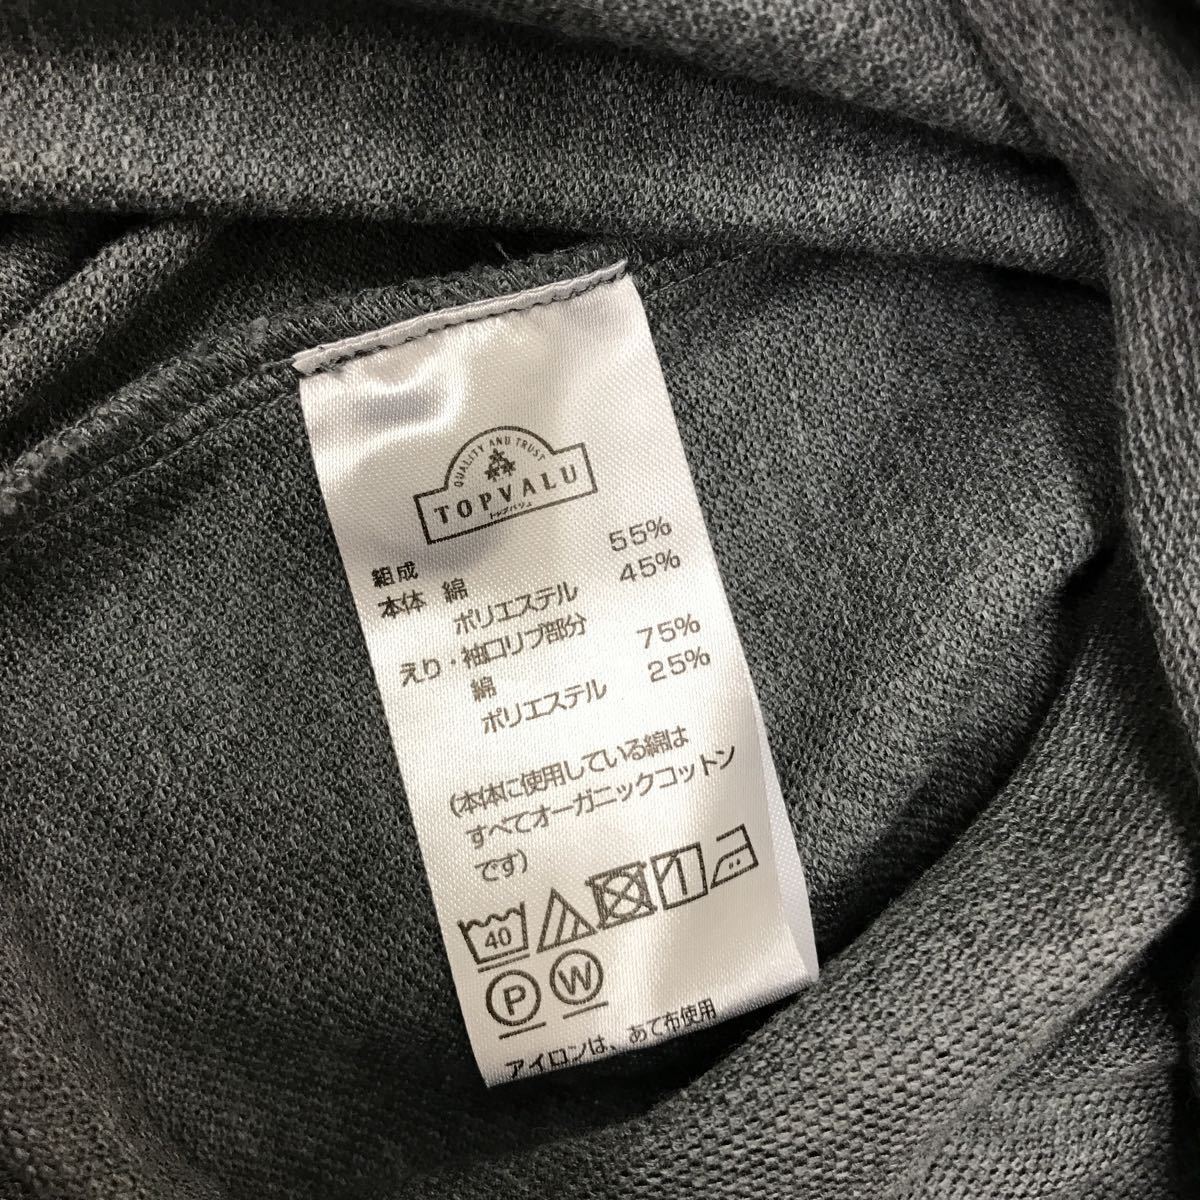 QUALITY AND TRUST
TOPVALU
トップバリュ
組成
本体 綿 55%
ポリエステル 45%
えり・袖口リブ部分
綿 75%
ポリエステル 25%
(本体に使用している綿は
すべてオーガニックコットン
です)
40
P W
アイロンは、あて布使用